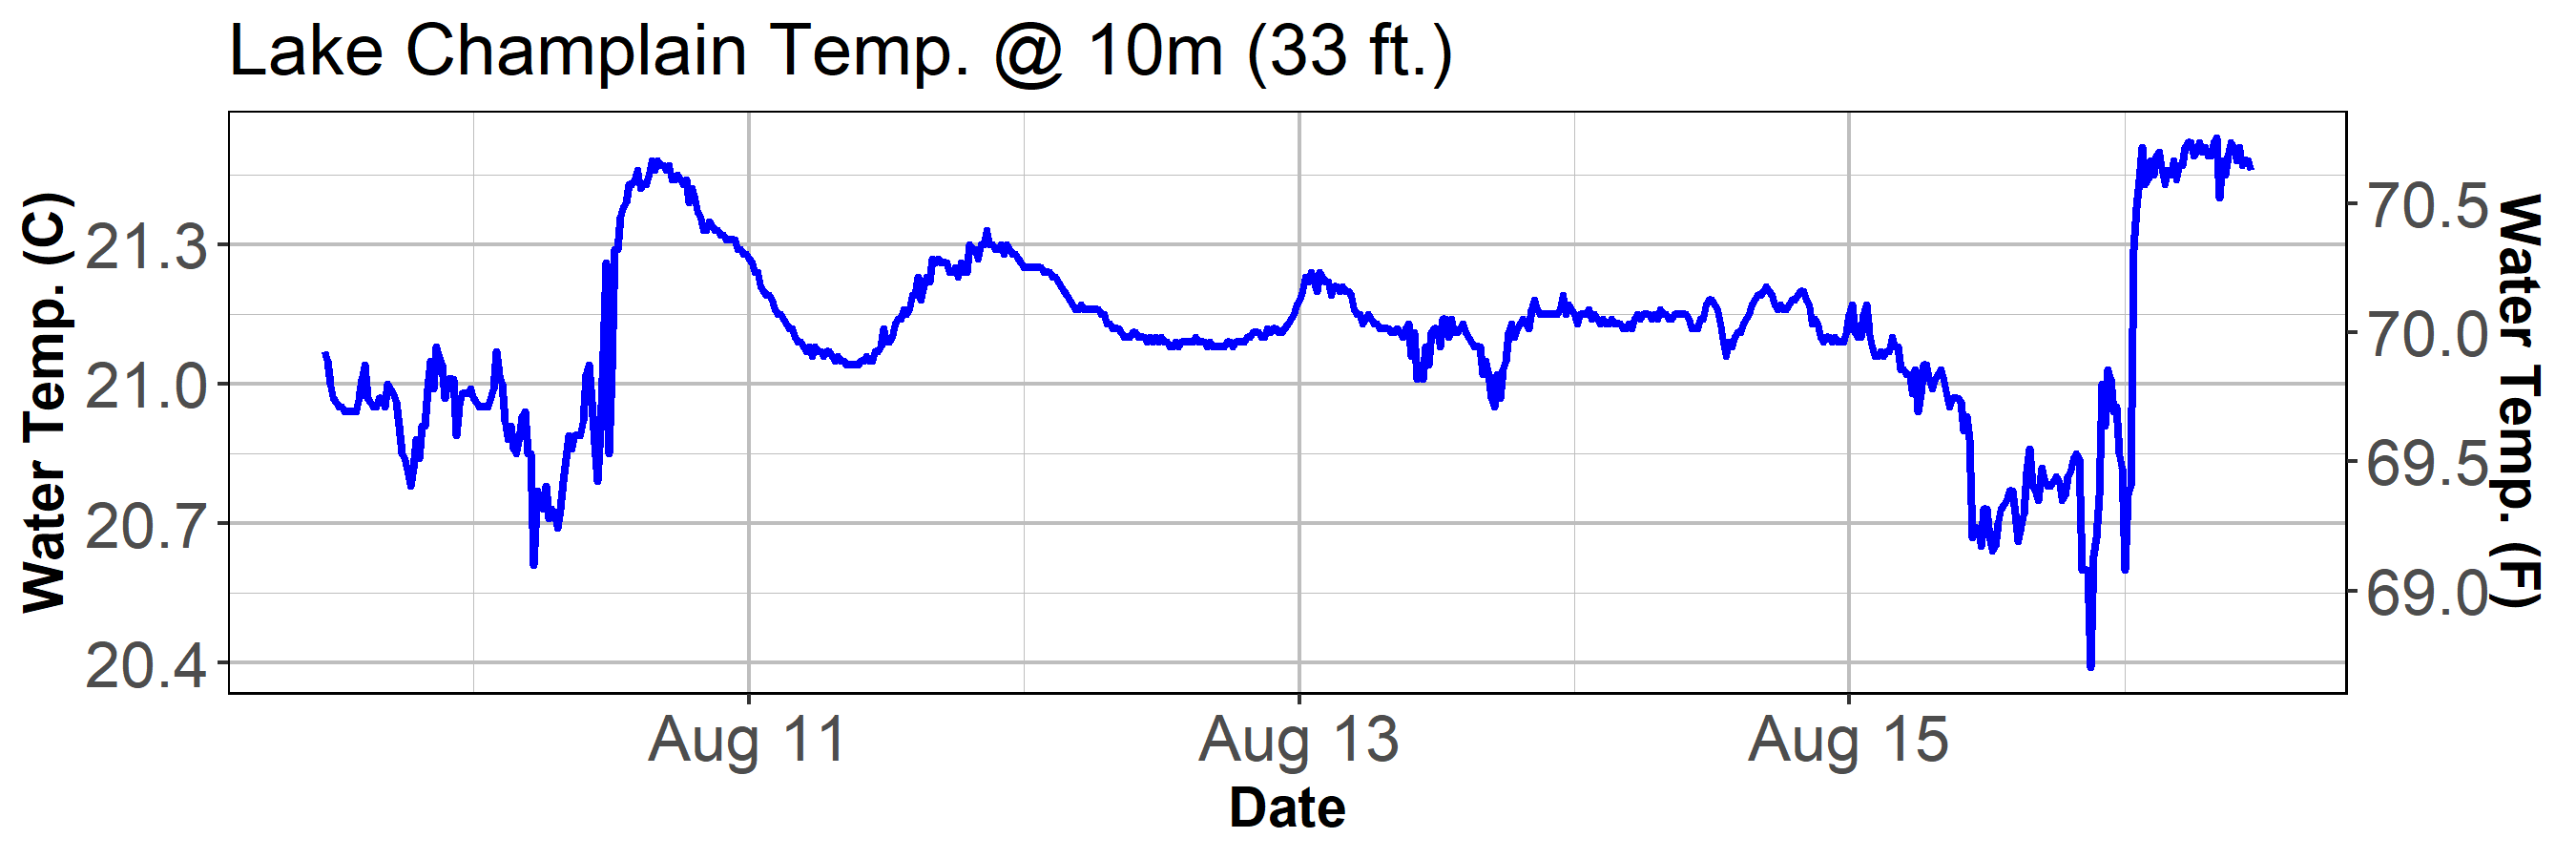 Lake Champlain Temp. @ 10m (33 ft.)
Water Temp. (C)
21.3
21.0
20.7
20.4
70.5
70.0
69.5
69.0
Water Temp. (F)
Aug 11 Aug 13 Aug 15
Date